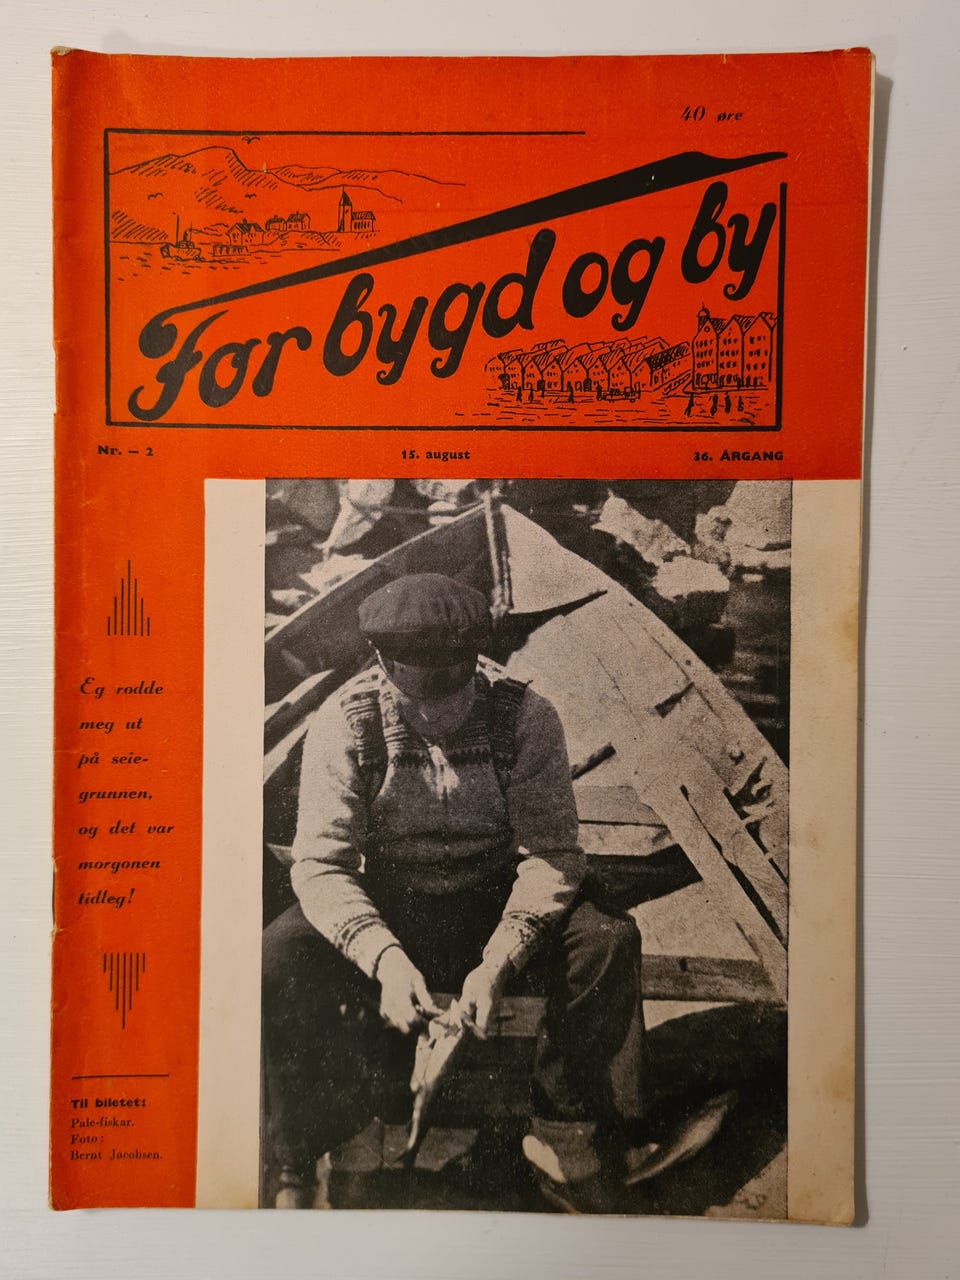 40 øre
For bygd og by
Nr. — 2
15. august
36. ÅRGANG
Eg rodde
meg ut
på seie-
grunnen,
og det var
morgonen
tidleg!
Til biletet:
Pale-fiskar.
Foto:
Bernt Jacobsen.